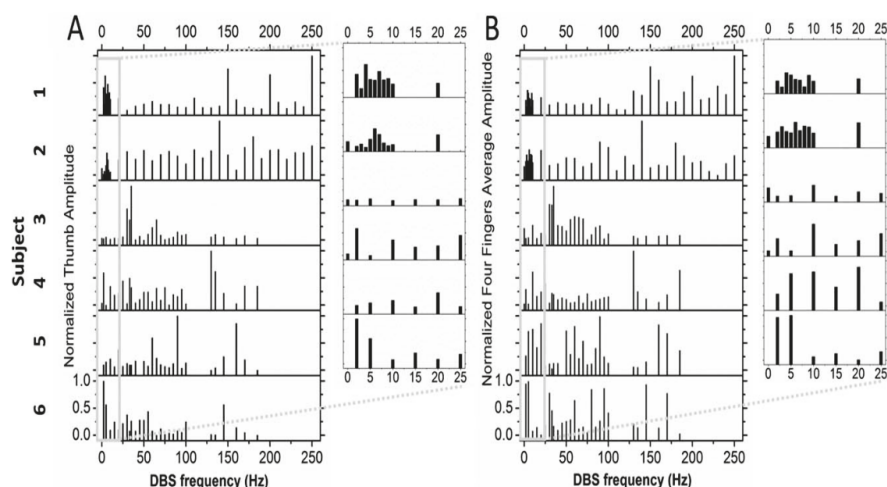 A
B
0 50 100 150 200 250
0 5 10 15 20 25
0 50 100 150 200 250
0 5 10 15 20 25
Subject
1
2
3
4
5
6
Normalized Thumb Amplitude
Normalized Four Fingers Average Amplitude
1.0
0.5
0.0
1.0
0.5
0.0
0 5 10 15 20 25
0 5 10 15 20 25
0 50 100 150 200 250
0 50 100 150 200 250
DBS frequency (Hz)
DBS frequency (Hz)